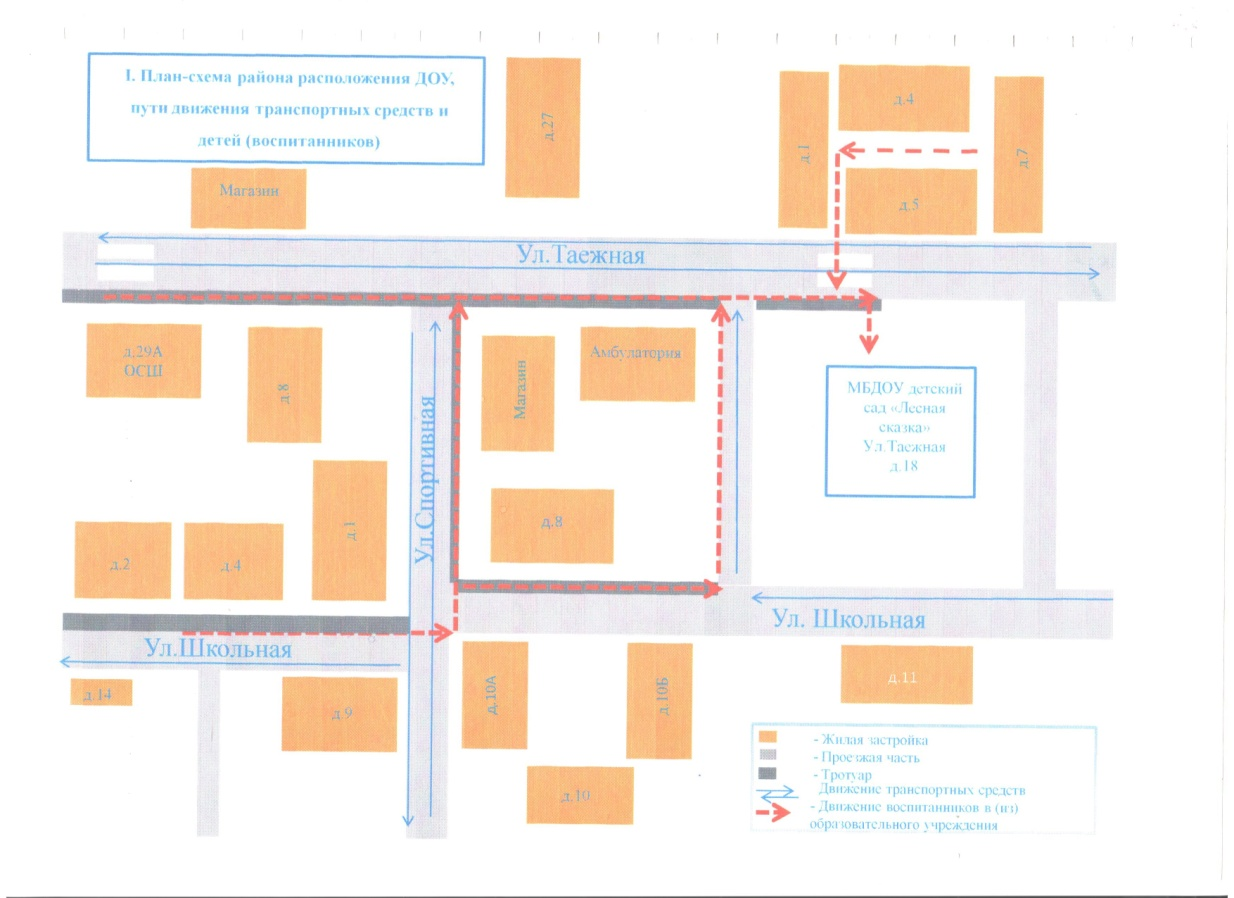 I. План-схема района расположения ДОУ,
пути движения транспортных средств и
детей (воспитанников)
д.27
д.1
д.4
д.7
д.5
Магазин
Ул.Таежная
д.29А
ОСШ
д.8
Магазин
Амбулатория
МБДОУ детский
сад «Лесная
сказка»
Ул.Таежная
д.18
Ул.Спортивная
д.1
д.8
д.2
д.4
Ул.Школьная
Ул. Школьная
д.14
д.9
д.10А
д.10Б
д.10
д.11
- Жилая застройка
- Проезжая часть
- Тротуар
Движение транспортных средств
- Движение воспитанников в (из)
образовательного учреждения